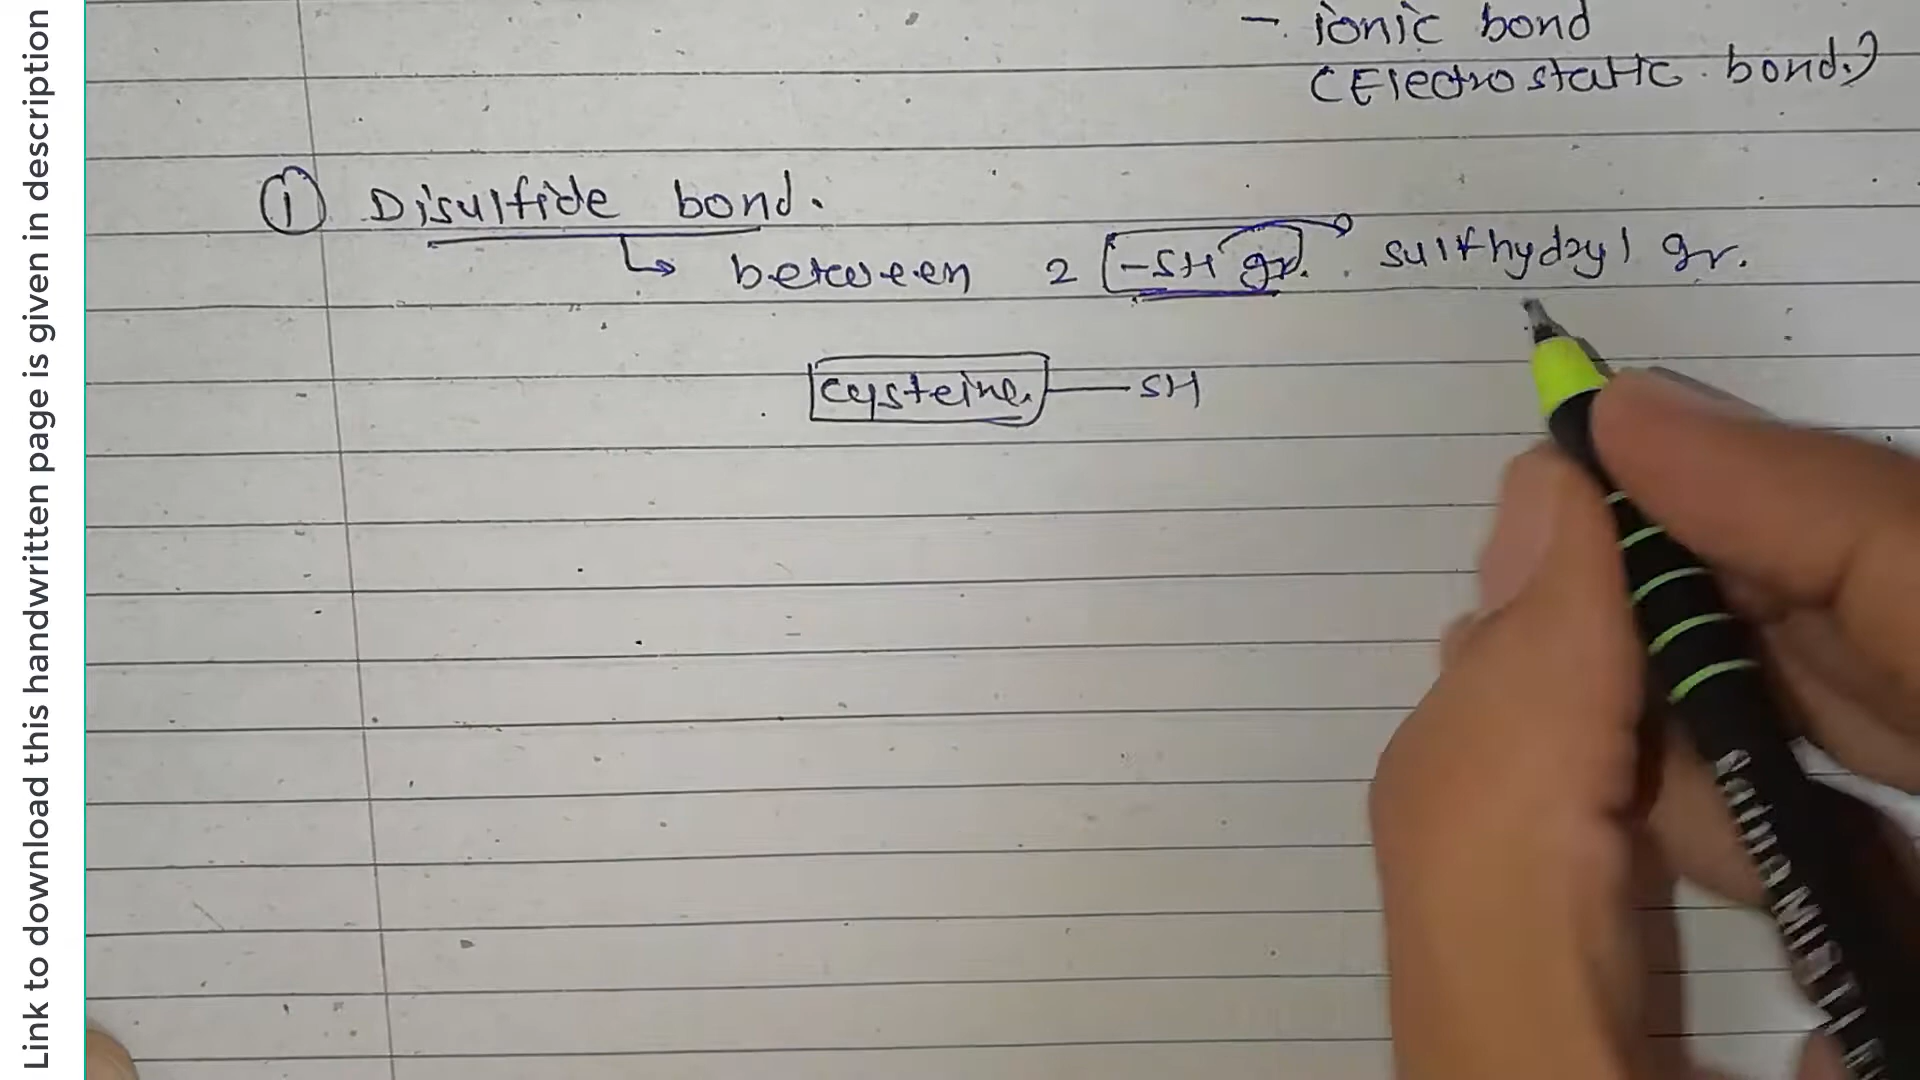 - ionic bond
(Electrostatic bond.)
① Disulfide bond.
↳ between 2 -SH gr. sulfhydryl gr.
cysteine. — SH
Link to download this handwritten page is given in description